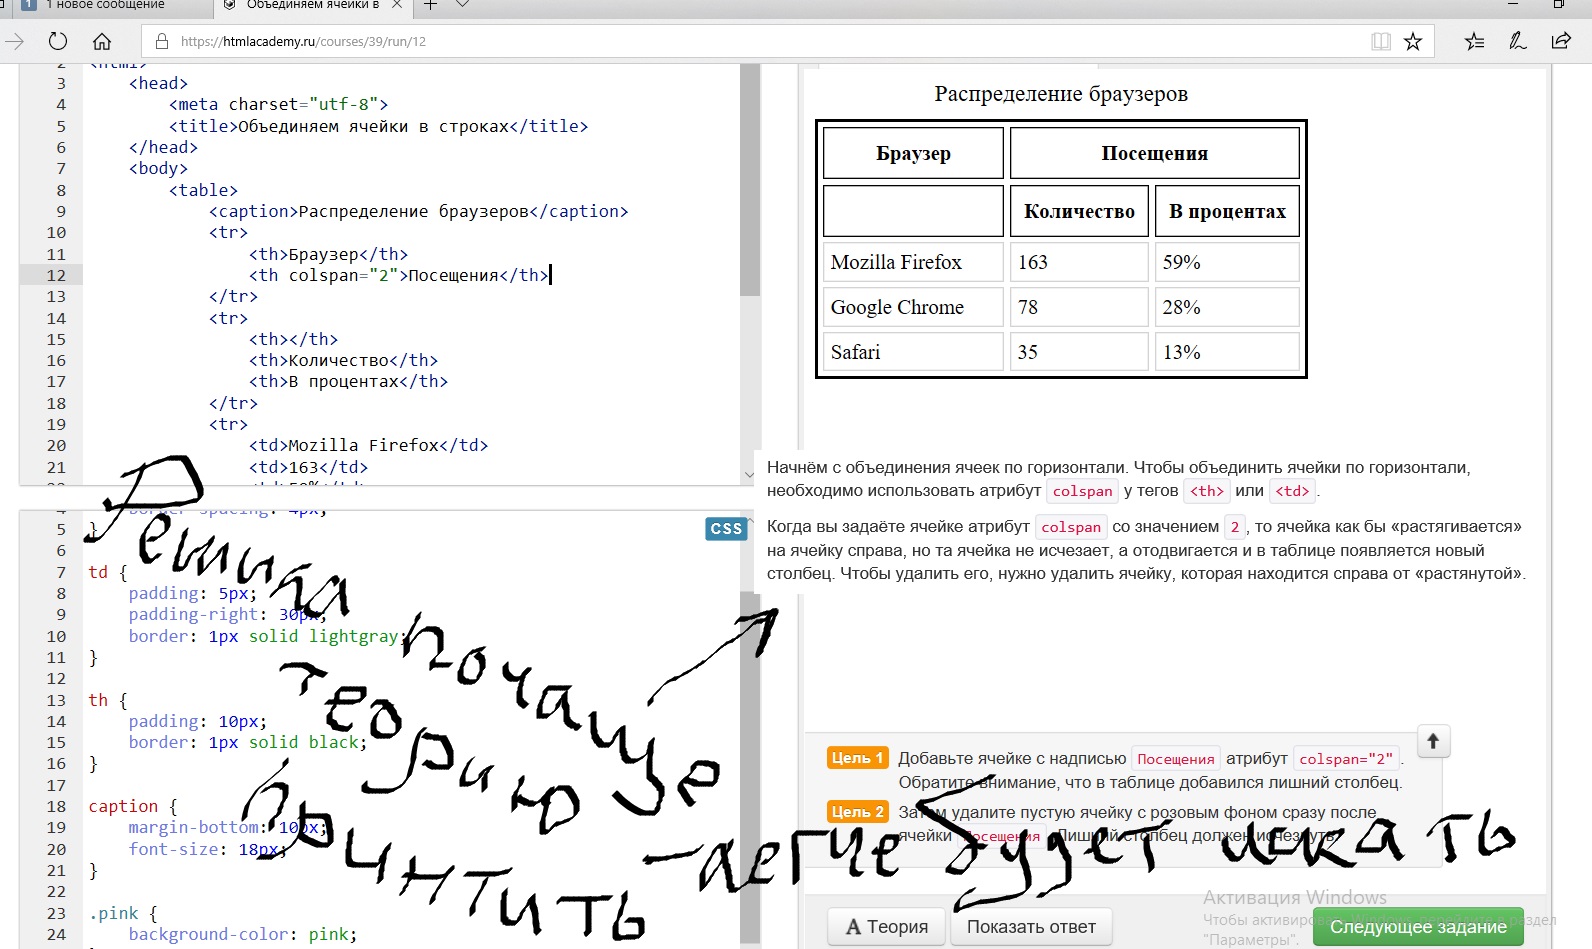 1 новое сообщение
Объединяем ячейки в
https://htmlacademy.ru/courses/39/run/12
2 <html>
3 <head>
4 <meta charset="utf-8">
5 <title>Объединяем ячейки в строках</title>
6 </head>
7 <body>
8 <table>
9 <caption>Распределение браузеров</caption>
10 <tr>
11 <th>Браузер</th>
12 <th colspan="2">Посещения</th>
13 </tr>
14 <tr>
15 <th></th>
16 <th>Количество</th>
17 <th>В процентах</th>
18 </tr>
19 <tr>
20 <td>Mozilla Firefox</td>
21 <td>163</td>
CSS
4 border-spacing: 4px;
5 }
6
7 td {
8 padding: 5px;
9 padding-right: 30px;
10 border: 1px solid lightgray;
11 }
12
13 th {
14 padding: 10px;
15 border: 1px solid black;
16 }
17
18 caption {
19 margin-bottom: 10px;
20 font-size: 18px;
21 }
22
23 .pink {
24 background-color: pink;
Решила почаще
теорию
принтить - легче будет искать
Распределение браузеров
Браузер Посещения
Количество В процентах
Mozilla Firefox 163 59%
Google Chrome 78 28%
Safari 35 13%
Начнём с объединения ячеек по горизонтали. Чтобы объединить ячейки по горизонтали,
необходимо использовать атрибут colspan у тегов <th> или <td>.
Когда вы задаёте ячейке атрибут colspan со значением 2, то ячейка как бы «растягивается»
на ячейку справа, но та ячейка не исчезает, а отодвигается и в таблице появляется новый
столбец. Чтобы удалить его, нужно удалить ячейку, которая находится справа от «растянутой».
Цель 1 Добавьте ячейке с надписью Посещения атрибут colspan="2".
Обратите внимание, что в таблице добавился лишний столбец.
Цель 2 Затем удалите пустую ячейку с розовым фоном сразу после
ячейки Посещения. Лишний столбец должен исчезнуть.
A Теория Показать ответ Следующее задание
Активация Windows
Чтобы активировать Windows, перейдите в раздел
"Параметры".